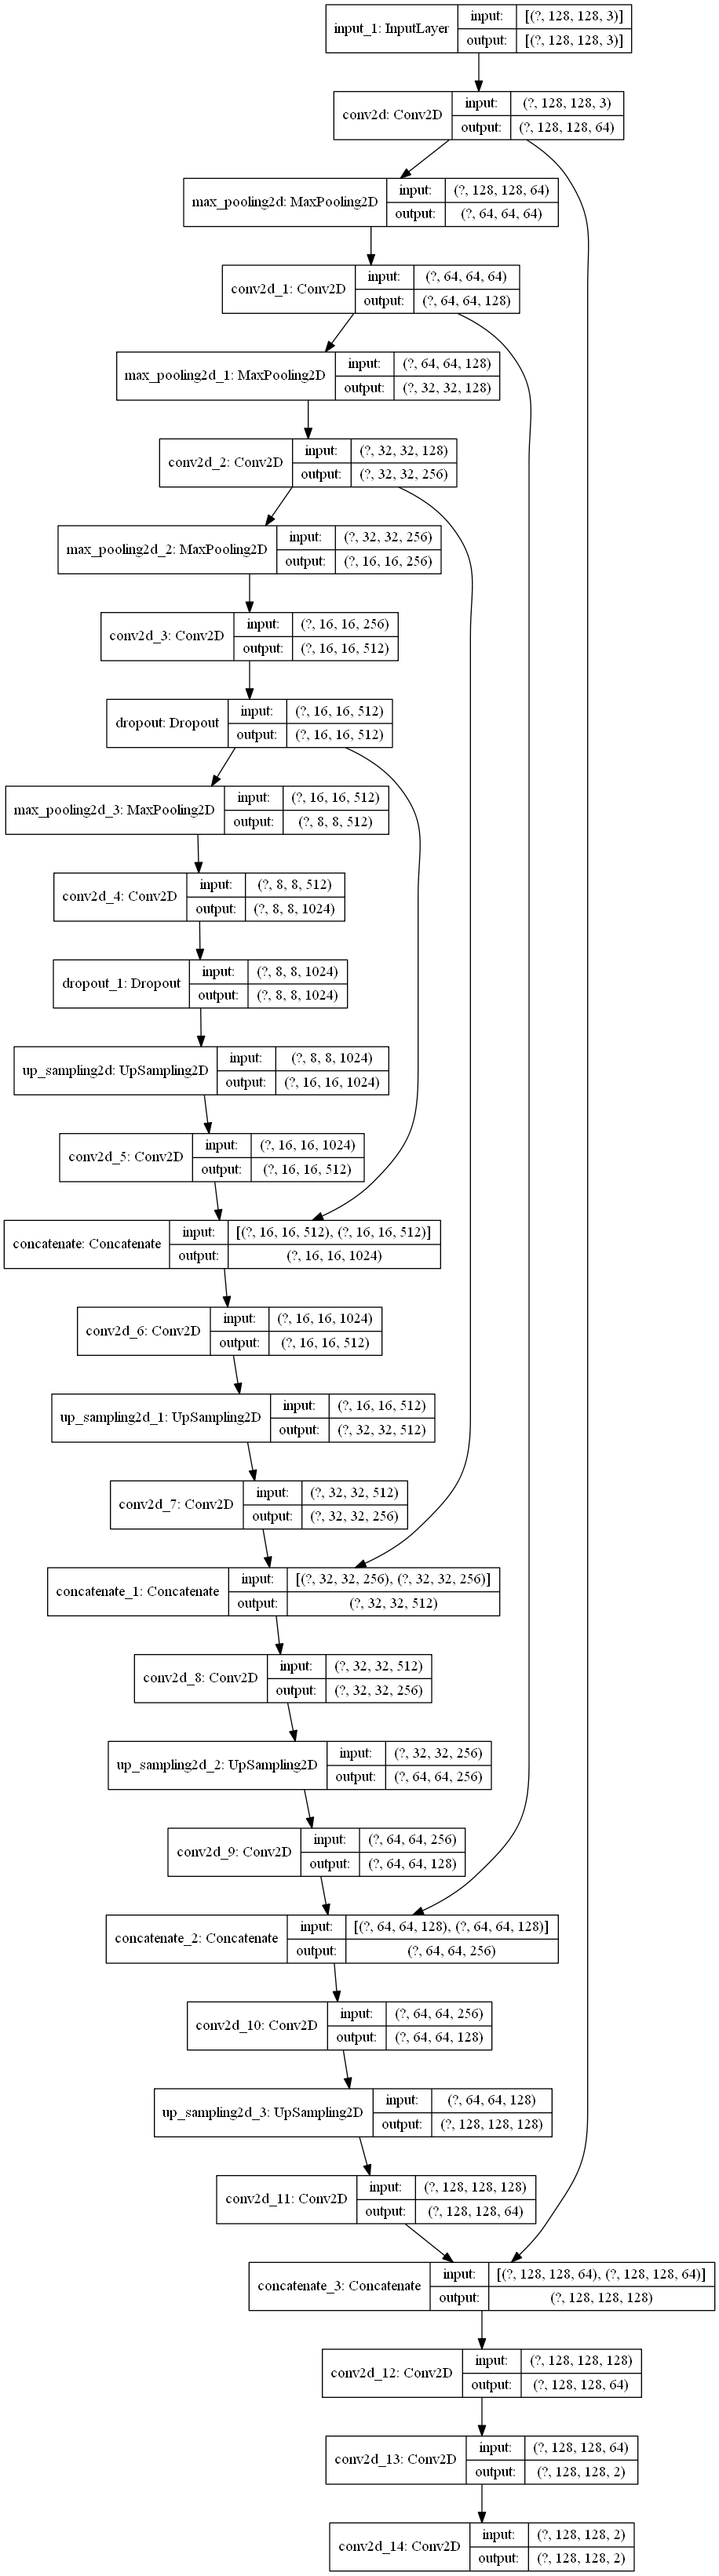 input_1: InputLayer input: [(?, 128, 128, 3)]
output: [(?, 128, 128, 3)]
conv2d: Conv2D input: (?, 128, 128, 3)
output: (?, 128, 128, 64)
max_pooling2d: MaxPooling2D input: (?, 128, 128, 64)
output: (?, 64, 64, 64)
conv2d_1: Conv2D input: (?, 64, 64, 64)
output: (?, 64, 64, 128)
max_pooling2d_1: MaxPooling2D input: (?, 64, 64, 128)
output: (?, 32, 32, 128)
conv2d_2: Conv2D input: (?, 32, 32, 128)
output: (?, 32, 32, 256)
max_pooling2d_2: MaxPooling2D input: (?, 32, 32, 256)
output: (?, 16, 16, 256)
conv2d_3: Conv2D input: (?, 16, 16, 256)
output: (?, 16, 16, 512)
dropout: Dropout input: (?, 16, 16, 512)
output: (?, 16, 16, 512)
max_pooling2d_3: MaxPooling2D input: (?, 16, 16, 512)
output: (?, 8, 8, 512)
conv2d_4: Conv2D input: (?, 8, 8, 512)
output: (?, 8, 8, 1024)
dropout_1: Dropout input: (?, 8, 8, 1024)
output: (?, 8, 8, 1024)
up_sampling2d: UpSampling2D input: (?, 8, 8, 1024)
output: (?, 16, 16, 1024)
conv2d_5: Conv2D input: (?, 16, 16, 1024)
output: (?, 16, 16, 512)
concatenate: Concatenate input: [(?, 16, 16, 512), (?, 16, 16, 512)]
output: (?, 16, 16, 1024)
conv2d_6: Conv2D input: (?, 16, 16, 1024)
output: (?, 16, 16, 512)
up_sampling2d_1: UpSampling2D input: (?, 16, 16, 512)
output: (?, 32, 32, 512)
conv2d_7: Conv2D input: (?, 32, 32, 512)
output: (?, 32, 32, 256)
concatenate_1: Concatenate input: [(?, 32, 32, 256), (?, 32, 32, 256)]
output: (?, 32, 32, 512)
conv2d_8: Conv2D input: (?, 32, 32, 512)
output: (?, 32, 32, 256)
up_sampling2d_2: UpSampling2D input: (?, 32, 32, 256)
output: (?, 64, 64, 256)
conv2d_9: Conv2D input: (?, 64, 64, 256)
output: (?, 64, 64, 128)
concatenate_2: Concatenate input: [(?, 64, 64, 128), (?, 64, 64, 128)]
output: (?, 64, 64, 256)
conv2d_10: Conv2D input: (?, 64, 64, 256)
output: (?, 64, 64, 128)
up_sampling2d_3: UpSampling2D input: (?, 64, 64, 128)
output: (?, 128, 128, 128)
conv2d_11: Conv2D input: (?, 128, 128, 128)
output: (?, 128, 128, 64)
concatenate_3: Concatenate input: [(?, 128, 128, 64), (?, 128, 128, 64)]
output: (?, 128, 128, 128)
conv2d_12: Conv2D input: (?, 128, 128, 128)
output: (?, 128, 128, 64)
conv2d_13: Conv2D input: (?, 128, 128, 64)
output: (?, 128, 128, 2)
conv2d_14: Conv2D input: (?, 128, 128, 2)
output: (?, 128, 128, 2)